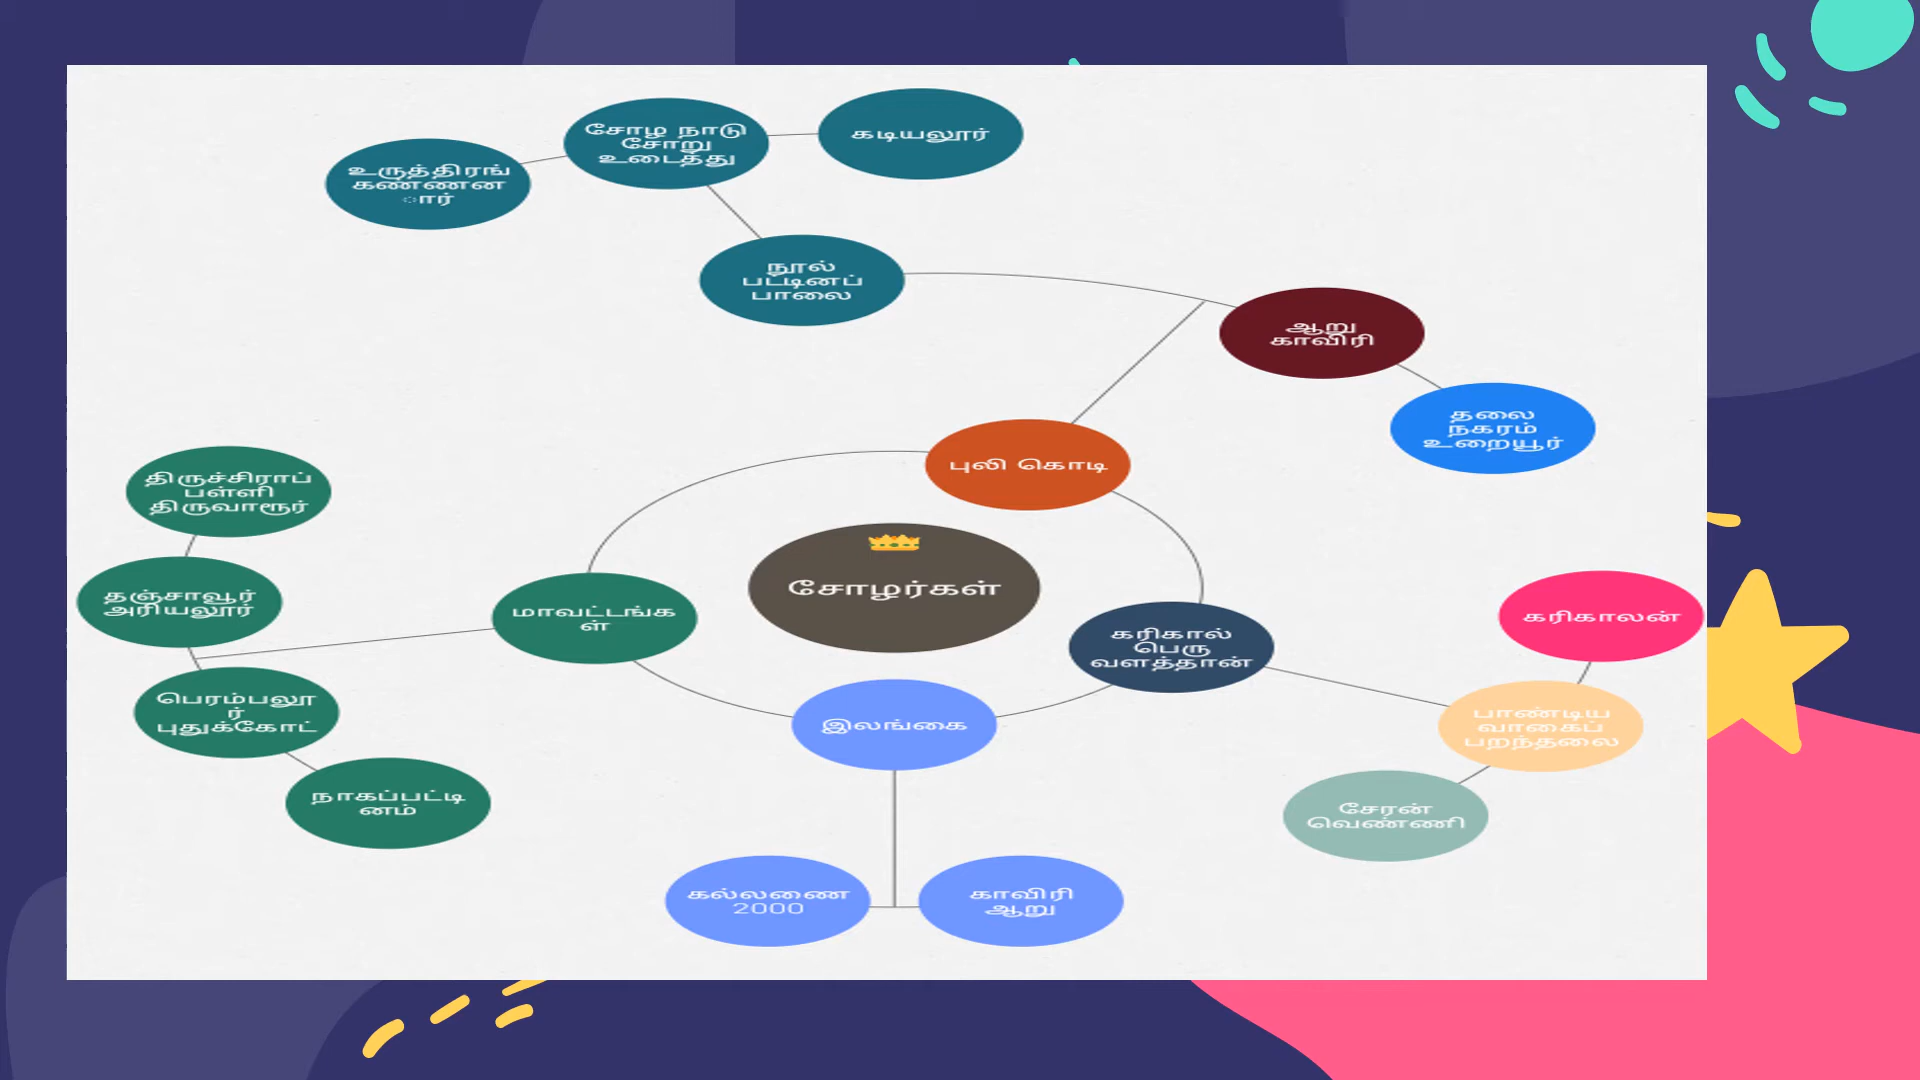 சோழ நாடு
சோறு
உடைத்து
கடியலூர்
உருத்திரங்
கண்ணன
ார்
நூல்
பட்டினப்
பாலை
ஆறு
காவிரி
தலை
நகரம்
உறையூர்
புலி கொடி
திருச்சிராப்
பள்ளி
திருவாரூர்
தஞ்சாவூர்
அரியலூர்
மாவட்டங்க
ள்
சோழர்கள்
கரிகால்
பெரு
வளத்தான்
கரிகாலன்
பெரம்பலூ
ர்
புதுக்கோட்
இலங்கை
பாண்டிய
வாகைப்
பறந்தலை
நாகப்பட்டி
னம்
சேரன்
வெண்ணி
கல்லணை
2000
காவிரி
ஆறு